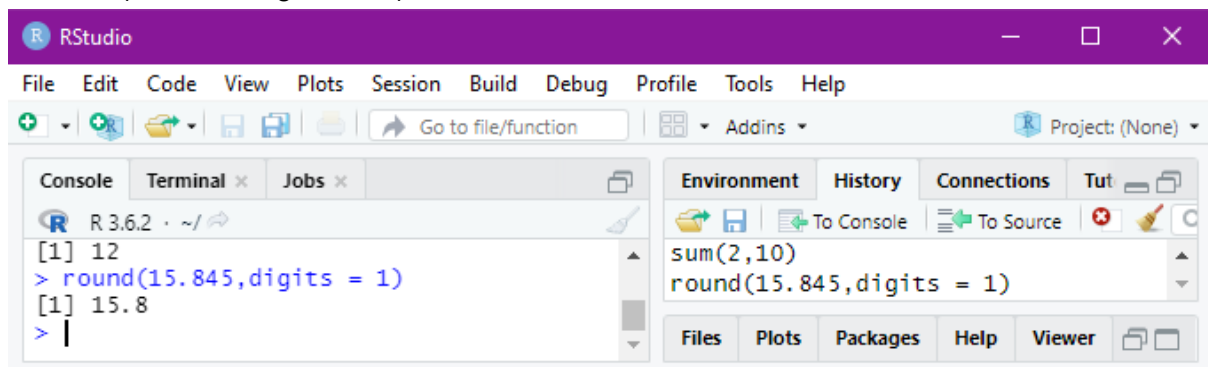 RStudio
File Edit Code View Plots Session Build Debug Profile Tools Help
Go to file/function Addins Project: (None)
Console Terminal Jobs
R 3.6.2 · ~/
[1] 12
> round(15.845,digits = 1)
[1] 15.8
>
Environment History Connections Tut
To Console To Source
sum(2,10)
round(15.845,digits = 1)
Files Plots Packages Help Viewer